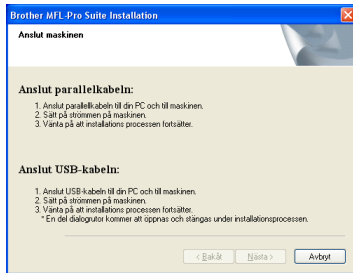 Brother MFL-Pro Suite Installation
Anslut maskinen
Anslut parallelkabeln:
1. Anslut parallellkabeln till din PC och till maskinen.
2. Sätt på strömmen på maskinen.
3. Vänta på att installations processen fortsätter.
Anslut USB-kabeln:
1. Anslut USB-kabeln till din PC och till maskinen.
2. Sätt på strömmen på maskinen.
3. Vänta på att installations processen fortsätter.
* En del dialogrutor kommer att öppnas och stängas under installationsprocessen.
< Bakåt Nästa > Avbryt